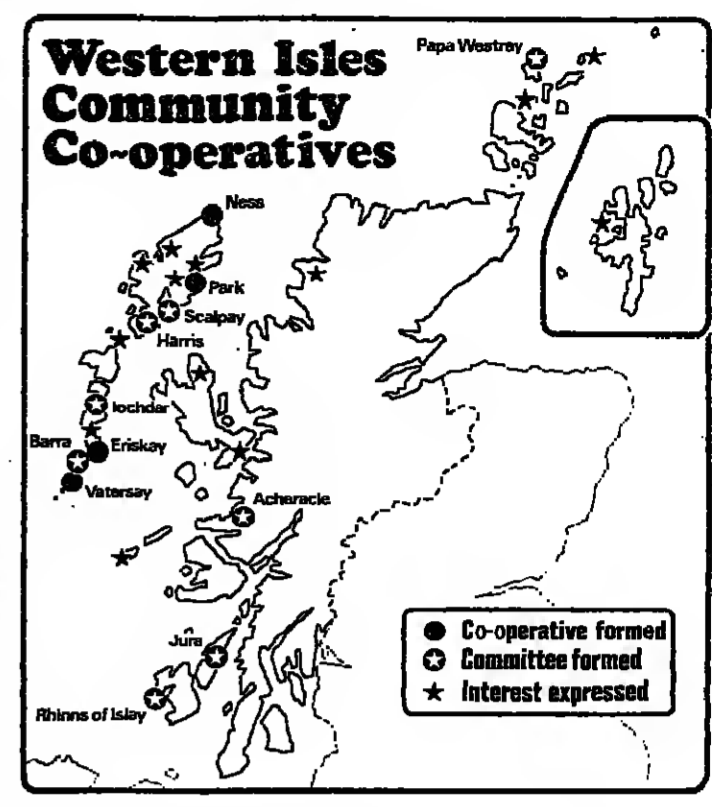 Western Isles
Community
Co-operatives
Papa Westray
Ness
Park
Scalpay
Harris
Iochdar
Barra
Eriskay
Vatersay
Acharacle
Jura
Rhinns of Islay
Co-operative formed
Committee formed
Interest expressed